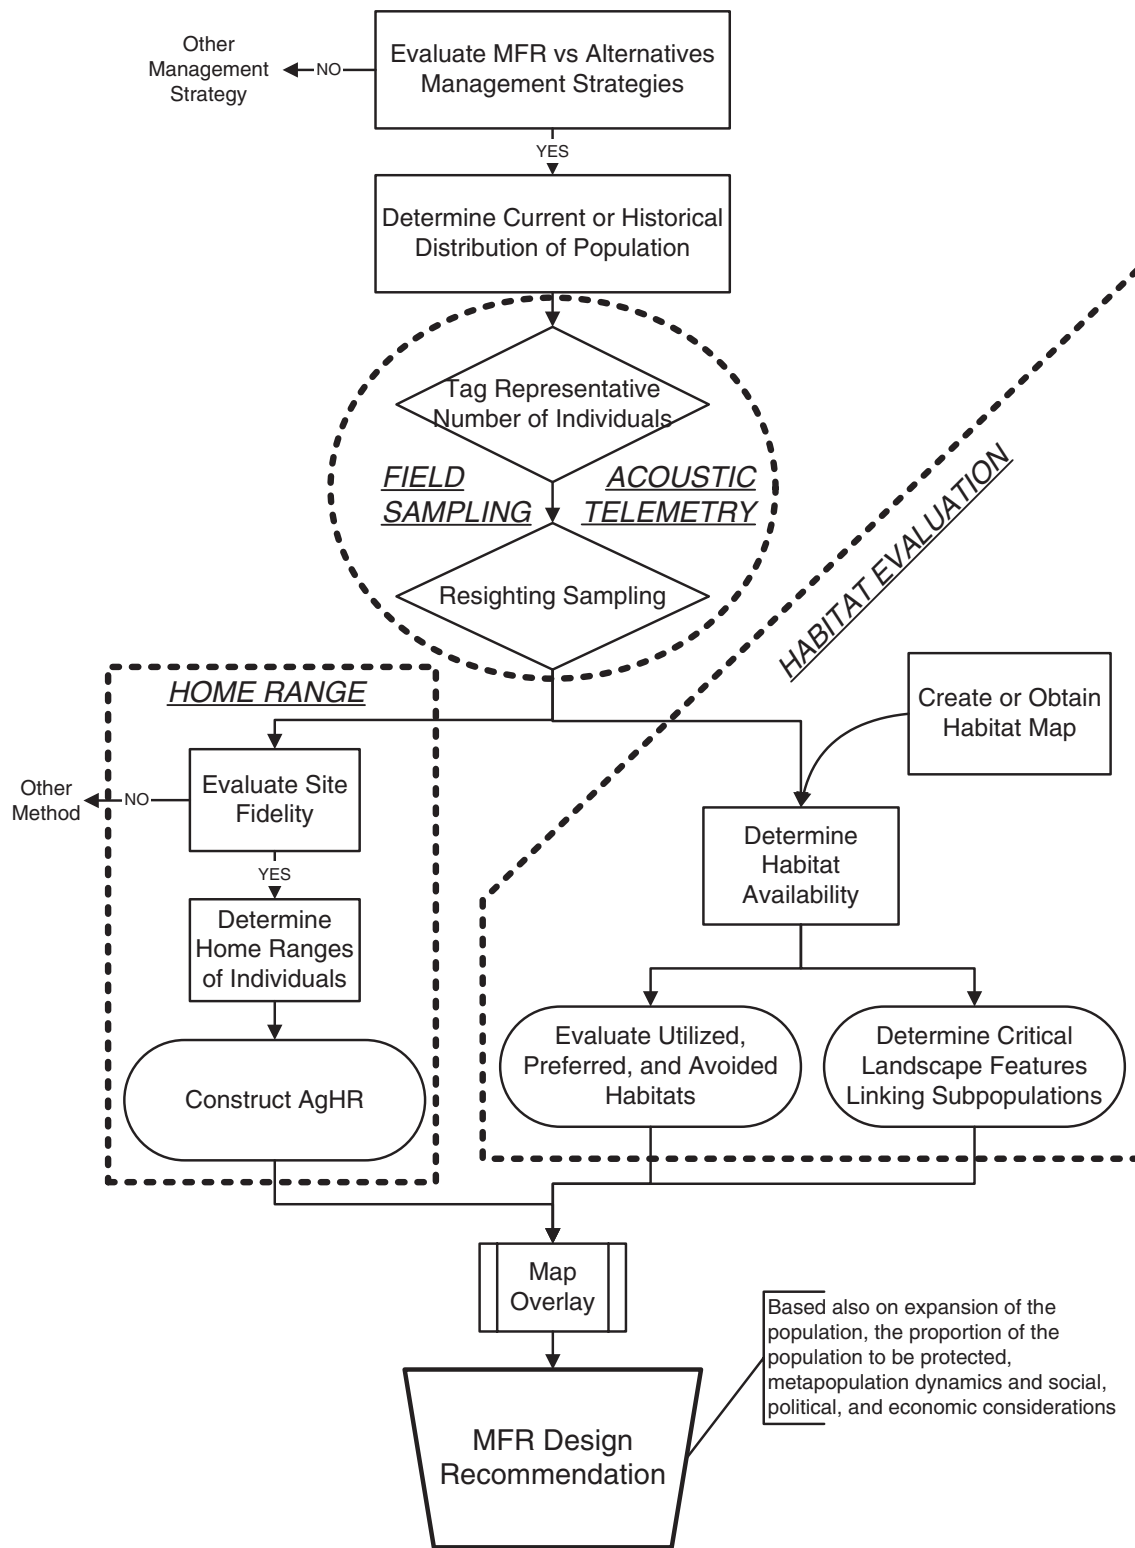 Other
Management
Strategy
NO
Evaluate MFR vs Alternatives
Management Strategies
YES
Determine Current or Historical
Distribution of Population
Tag Representative
Number of Individuals
FIELD
SAMPLING
ACOUSTIC
TELEMETRY
Resighting Sampling
HABITAT EVALUATION
HOME RANGE
Create or Obtain
Habitat Map
Evaluate Site
Fidelity
Other
Method
NO
YES
Determine
Habitat
Availability
Determine
Home Ranges
of Individuals
Evaluate Utilized,
Preferred, and Avoided
Habitats
Determine Critical
Landscape Features
Linking Subpopulations
Construct AgHR
Map
Overlay
Based also on expansion of the
population, the proportion of the
population to be protected,
metapopulation dynamics and social,
political, and economic considerations
MFR Design
Recommendation